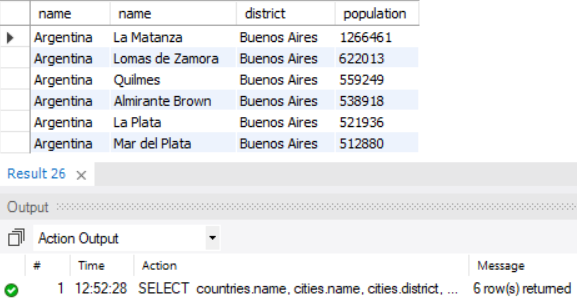 name name district population
Argentina La Matanza Buenos Aires 1266461
Argentina Lomas de Zamora Buenos Aires 622013
Argentina Quilmes Buenos Aires 559249
Argentina Almirante Brown Buenos Aires 538918
Argentina La Plata Buenos Aires 521936
Argentina Mar del Plata Buenos Aires 512880
Result 26 ×
Output
Action Output
# Time Action Message
1 12:52:28 SELECT countries.name, cities.name, cities.district, ... 6 row(s) returned